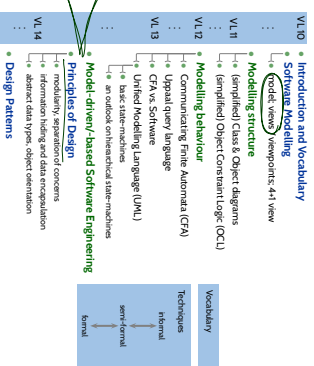 VL 10
Introduction and Vocabulary
Software Modelling
model; views / viewpoints; 4+1 view
Modelling structure
VL 11
(simplified) Class & Object diagrams
(simplified) Object Constraint Logic (OCL)
VL 12
Modelling behaviour
Communicating Finite Automata (CFA)
Uppaal query language
VL 13
CFA vs. Software
Unified Modelling Language (UML)
basic state-machines
an outlook on hierarchical state-machines
Model-driven/-based Software Engineering
Principles of Design
modularity, separation of concerns
information hiding and data encapsulation
VL 14
abstract data types, object orientation
Design Patterns
Vocabulary
Techniques
informal
semi-formal
formal